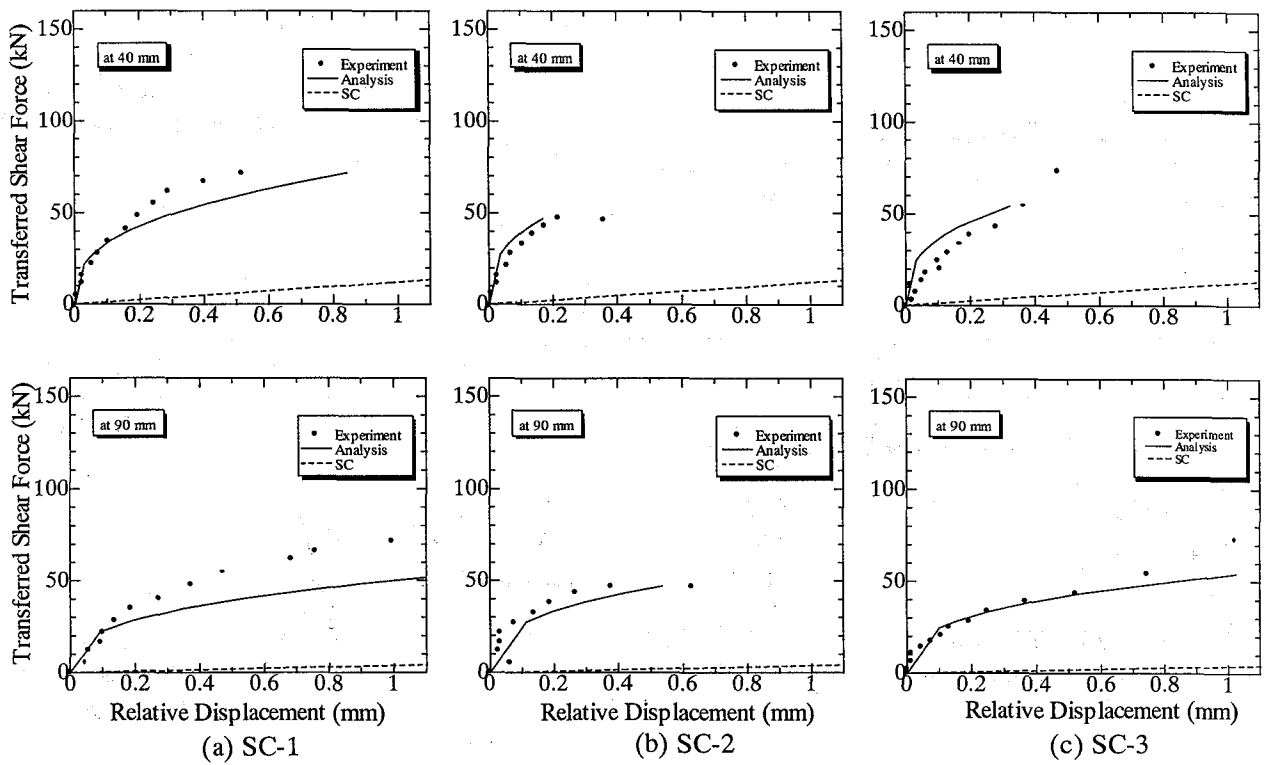 Transferred Shear Force (kN)
150
100
50
0
at 40 mm
Experiment
Analysis
SC
0 0.2 0.4 0.6 0.8 1
150
100
50
0
at 40 mm
Experiment
Analysis
SC
0 0.2 0.4 0.6 0.8 1
150
100
50
0
at 40 mm
Experiment
Analysis
SC
0 0.2 0.4 0.6 0.8 1
Transferred Shear Force (kN)
150
100
50
0
at 90 mm
Experiment
Analysis
SC
0 0.2 0.4 0.6 0.8 1
Relative Displacement (mm)
(a) SC-1
150
100
50
0
at 90 mm
Experiment
Analysis
SC
0 0.2 0.4 0.6 0.8 1
Relative Displacement (mm)
(b) SC-2
150
100
50
0
at 90 mm
Experiment
Analysis
SC
0 0.2 0.4 0.6 0.8 1
Relative Displacement (mm)
(c) SC-3